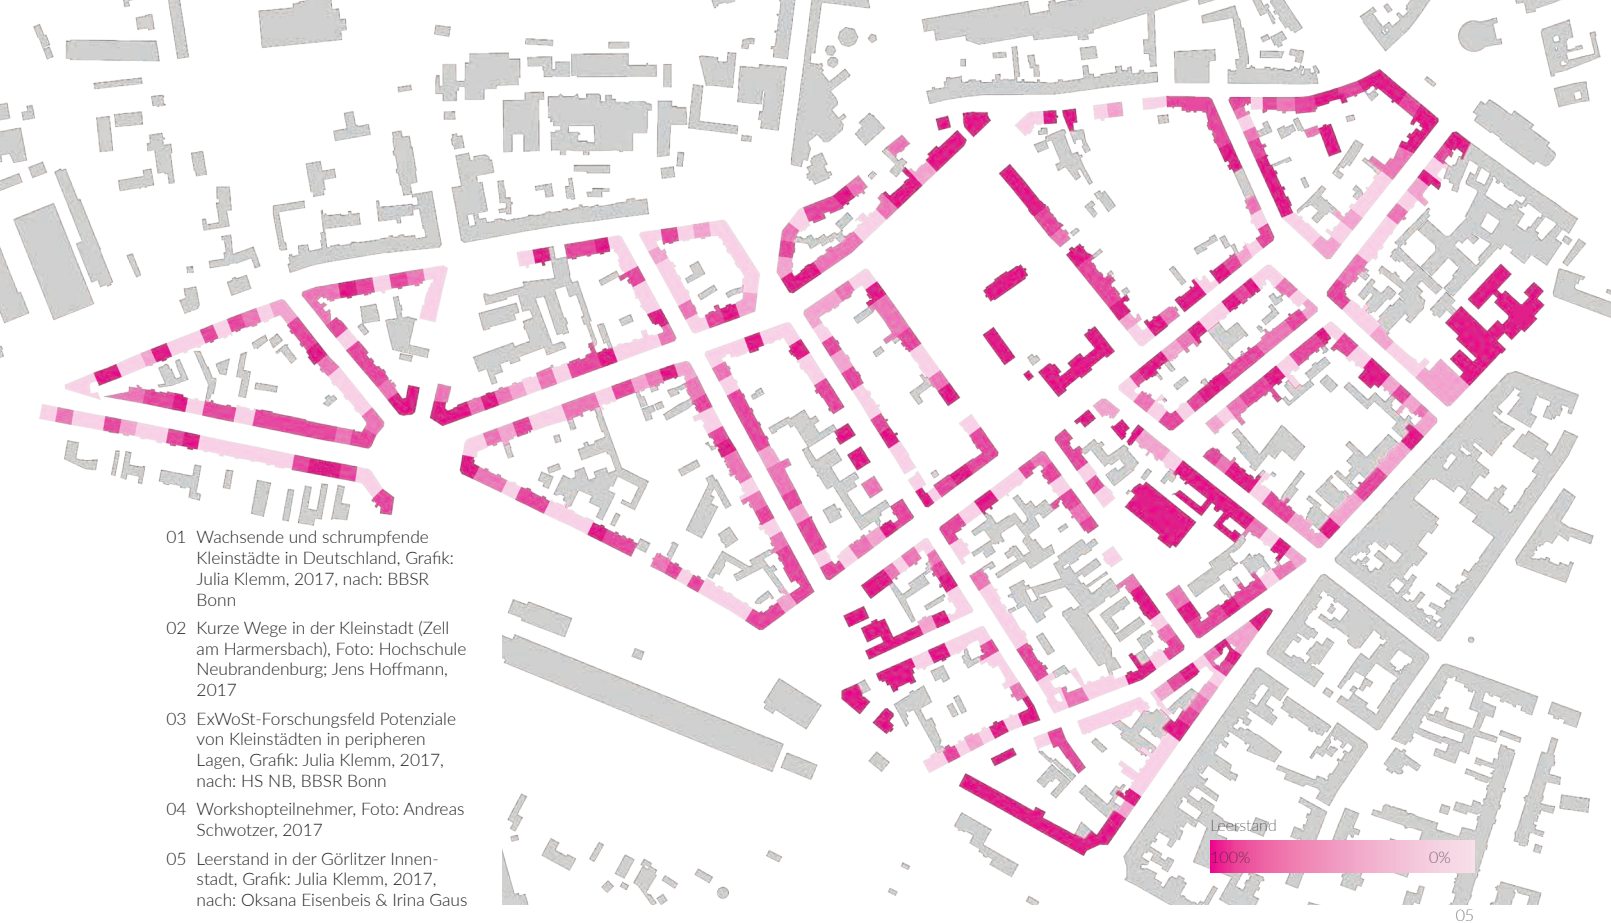 01 Wachsende und schrumpfende
Kleinstädte in Deutschland, Grafik:
Julia Klemm, 2017, nach: BBSR
Bonn
02 Kurze Wege in der Kleinstadt (Zell
am Harmersbach), Foto: Hochschule
Neubrandenburg; Jens Hoffmann,
2017
03 ExWoSt-Forschungsfeld Potenziale
von Kleinstädten in peripheren
Lagen, Grafik: Julia Klemm, 2017,
nach: HS NB, BBSR Bonn
04 Workshopteilnehmer, Foto: Andreas
Schwotzer, 2017
05 Leerstand in der Görlitzer Innen-
stadt, Grafik: Julia Klemm, 2017,
nach: Oksana Eisenbeis & Irina Gaus
Leerstand
100% 0%
05